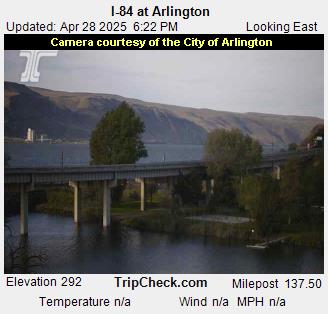 I-84 at Arlington
Updated: Apr 28 2025 6:22 PM Looking East
Camera courtesy of the City of Arlington
Elevation 292 TripCheck.com Milepost 137.50
Temperature n/a Wind n/a MPH n/a